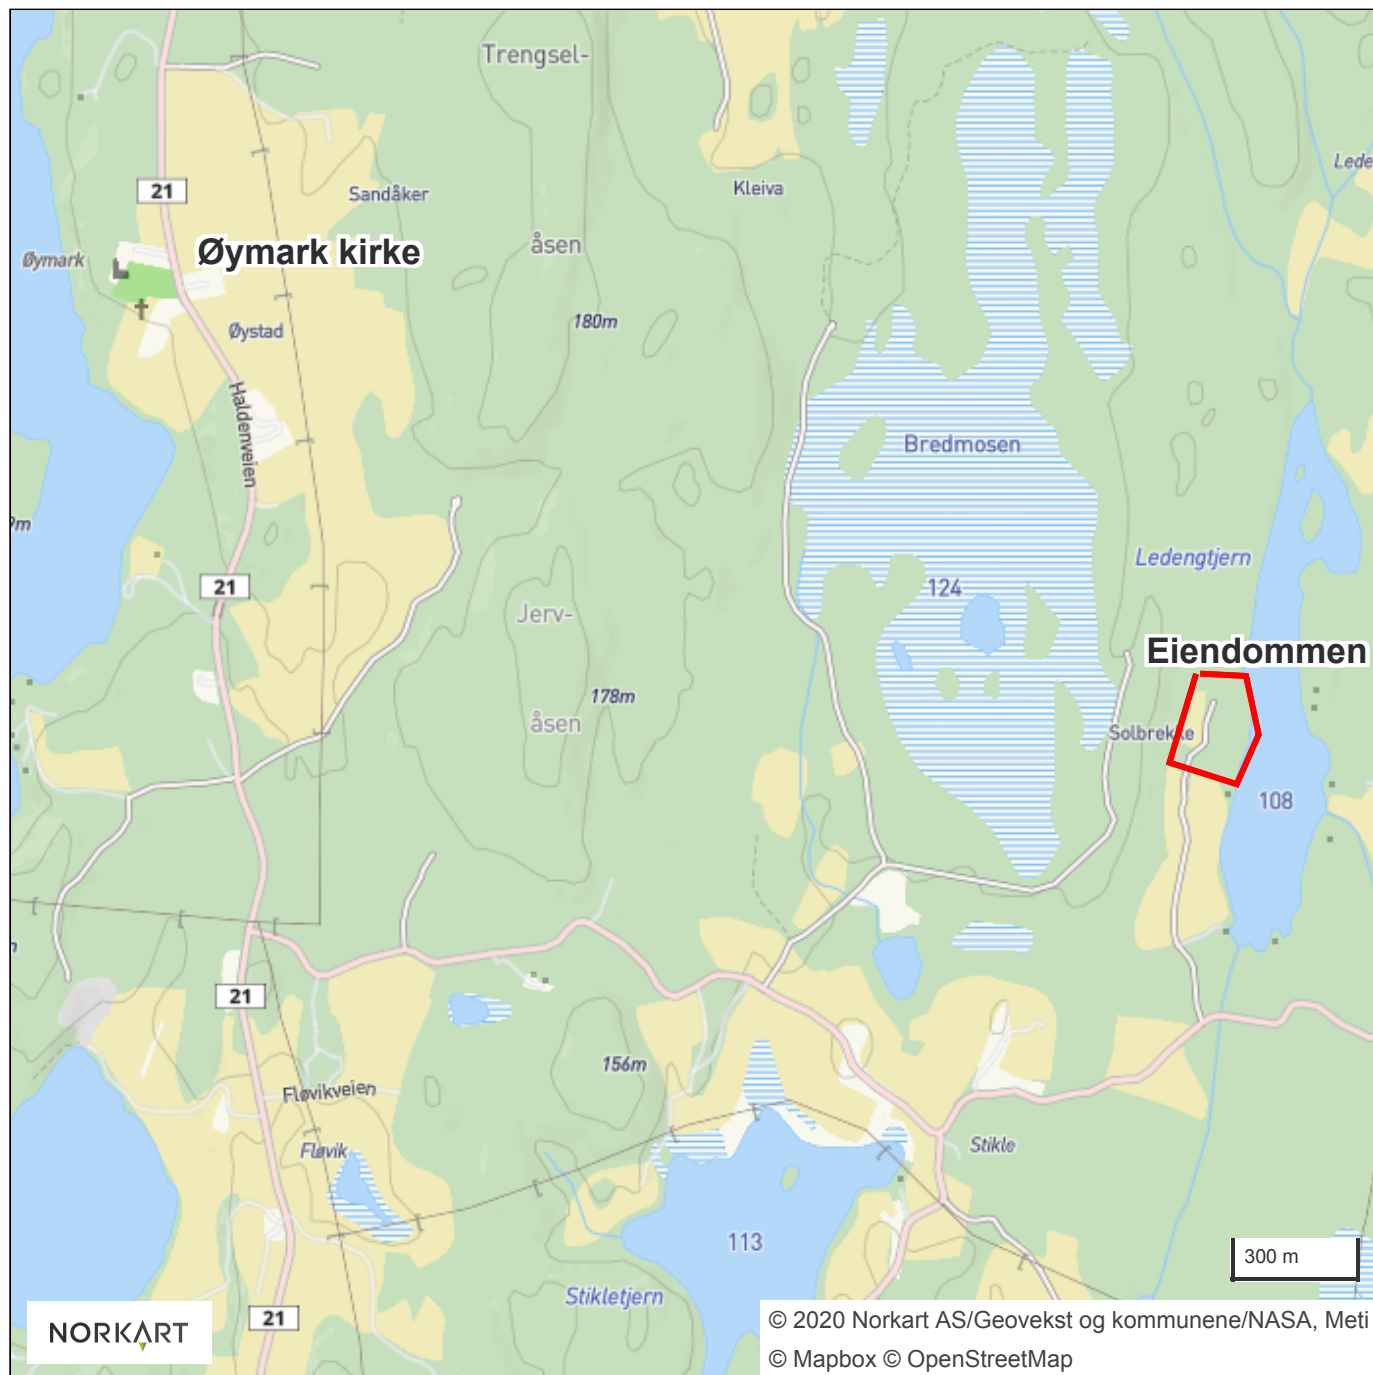 Trengsel-
åsen
180m
21
Sandåker
Kleiva
Lede
Øymark
Øymark kirke
Øystad
Haldenveien
Bredmosen
9m
21
124
Ledengtjern
Jerv-
åsen
178m
Eiendommen
Solbrekke
108
21
156m
Fløvikveien
Fløvik
Stikle
113
Stikletjern
300 m
21
NORKART
© 2020 Norkart AS/Geovekst og kommunene/NASA, Meti
© Mapbox © OpenStreetMap